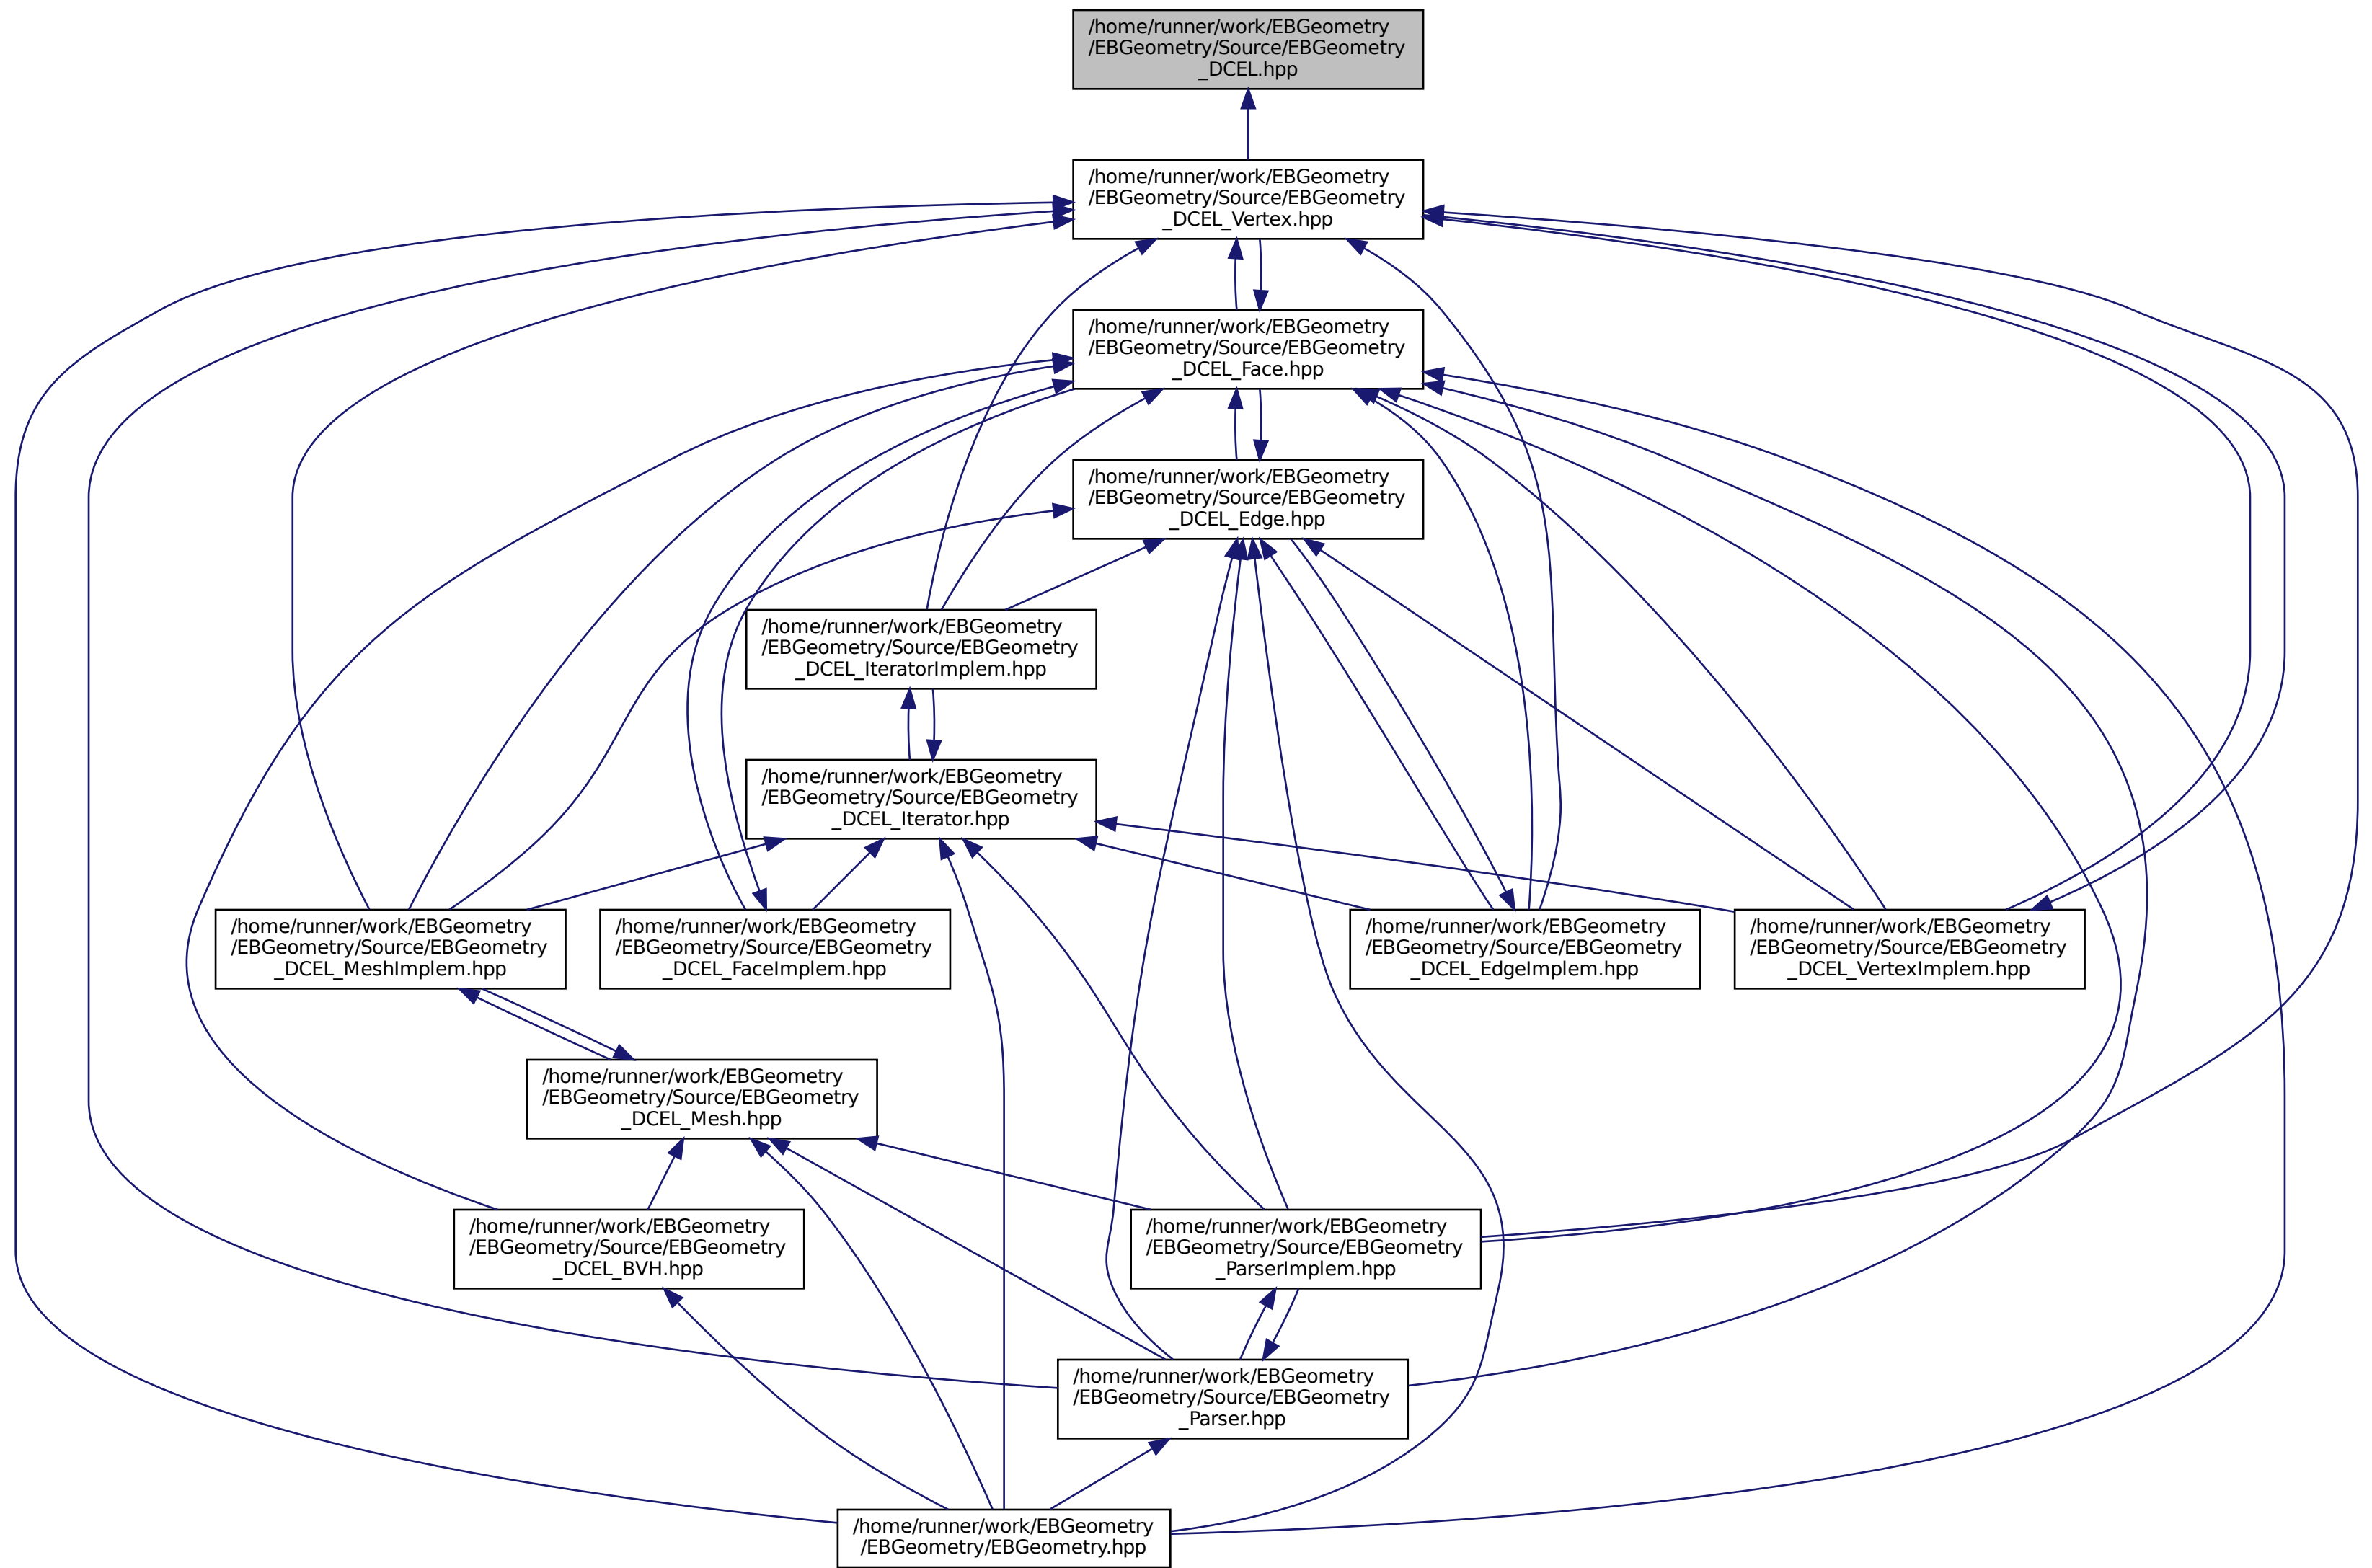 /home/runner/work/EBGeometry
/EBGeometry/Source/EBGeometry
_DCEL.hpp
/home/runner/work/EBGeometry
/EBGeometry/Source/EBGeometry
_DCEL_Vertex.hpp
/home/runner/work/EBGeometry
/EBGeometry/Source/EBGeometry
_DCEL_Face.hpp
/home/runner/work/EBGeometry
/EBGeometry/Source/EBGeometry
_DCEL_Edge.hpp
/home/runner/work/EBGeometry
/EBGeometry/Source/EBGeometry
_DCEL_IteratorImplem.hpp
/home/runner/work/EBGeometry
/EBGeometry/Source/EBGeometry
_DCEL_Iterator.hpp
/home/runner/work/EBGeometry
/EBGeometry/Source/EBGeometry
_DCEL_MeshImplem.hpp
/home/runner/work/EBGeometry
/EBGeometry/Source/EBGeometry
_DCEL_FaceImplem.hpp
/home/runner/work/EBGeometry
/EBGeometry/Source/EBGeometry
_DCEL_EdgeImplem.hpp
/home/runner/work/EBGeometry
/EBGeometry/Source/EBGeometry
_DCEL_VertexImplem.hpp
/home/runner/work/EBGeometry
/EBGeometry/Source/EBGeometry
_DCEL_Mesh.hpp
/home/runner/work/EBGeometry
/EBGeometry/Source/EBGeometry
_DCEL_BVH.hpp
/home/runner/work/EBGeometry
/EBGeometry/Source/EBGeometry
_ParserImplem.hpp
/home/runner/work/EBGeometry
/EBGeometry/Source/EBGeometry
_Parser.hpp
/home/runner/work/EBGeometry
/EBGeometry/EBGeometry.hpp